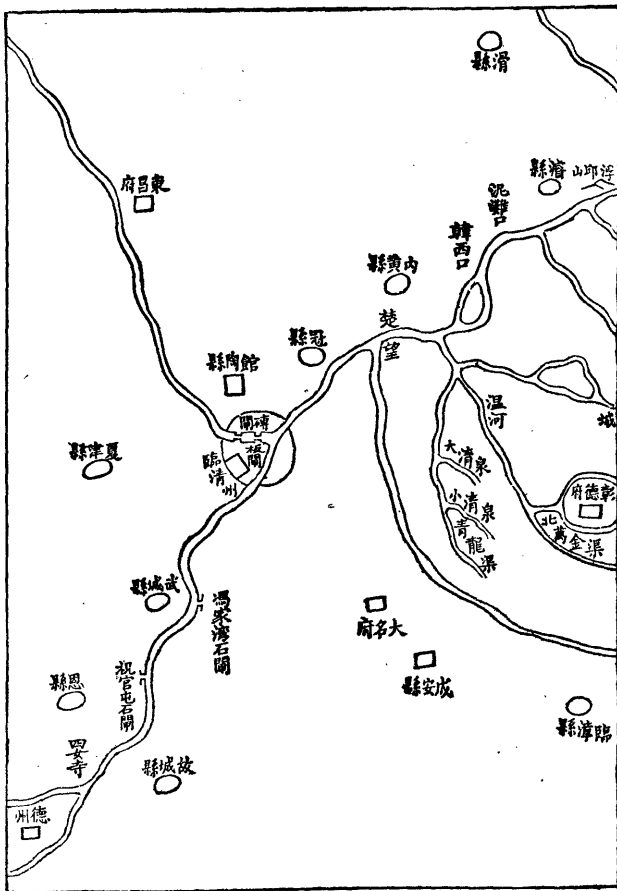 滑縣
浮邱山
濬縣
韓西口
東昌府
內黃縣
楚望
冠縣
館陶縣
磚閘
板閘
臨清州
夏津縣
温河
城
大清泉
小清泉
青龍渠
彰德府
北萬金渠
武城縣
馮家灣石閘
大名府
成安縣
祝官屯石閘
恩縣
臨漳縣
四女寺
故城縣
德州